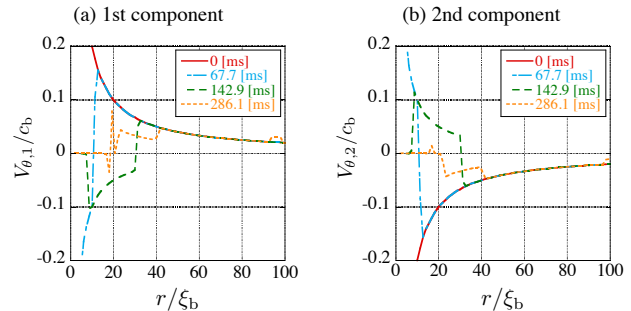 (a) 1st component
0.2
0.1
0
-0.1
-0.2
V_{θ,1}/c_b
0 [ms]
67.7 [ms]
142.9 [ms]
286.1 [ms]
0 20 40 60 80 100
r/ξ_b
(b) 2nd component
0.2
0.1
0
-0.1
-0.2
V_{θ,2}/c_b
0 [ms]
67.7 [ms]
142.9 [ms]
286.1 [ms]
0 20 40 60 80 100
r/ξ_b